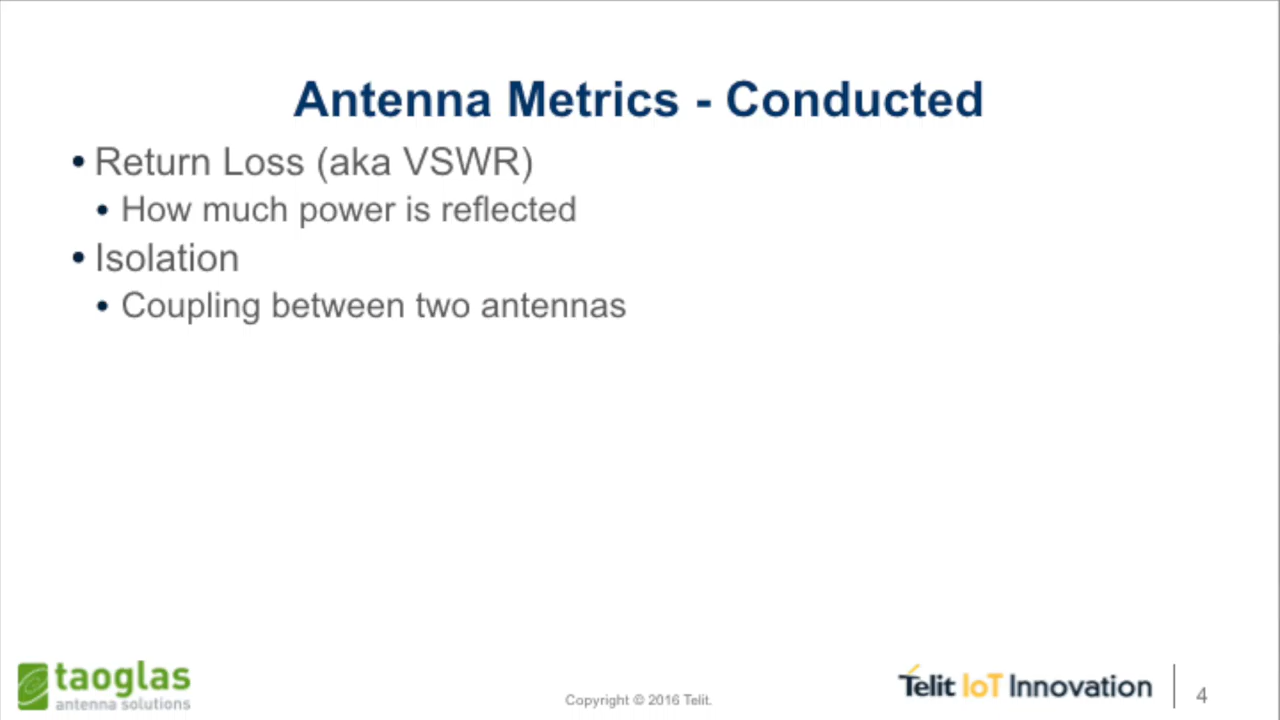 Antenna Metrics - Conducted
• Return Loss (aka VSWR)
• How much power is reflected
• Isolation
• Coupling between two antennas
taoglas
antenna solutions
Copyright © 2016 Telit.
Telit IoT Innovation
4